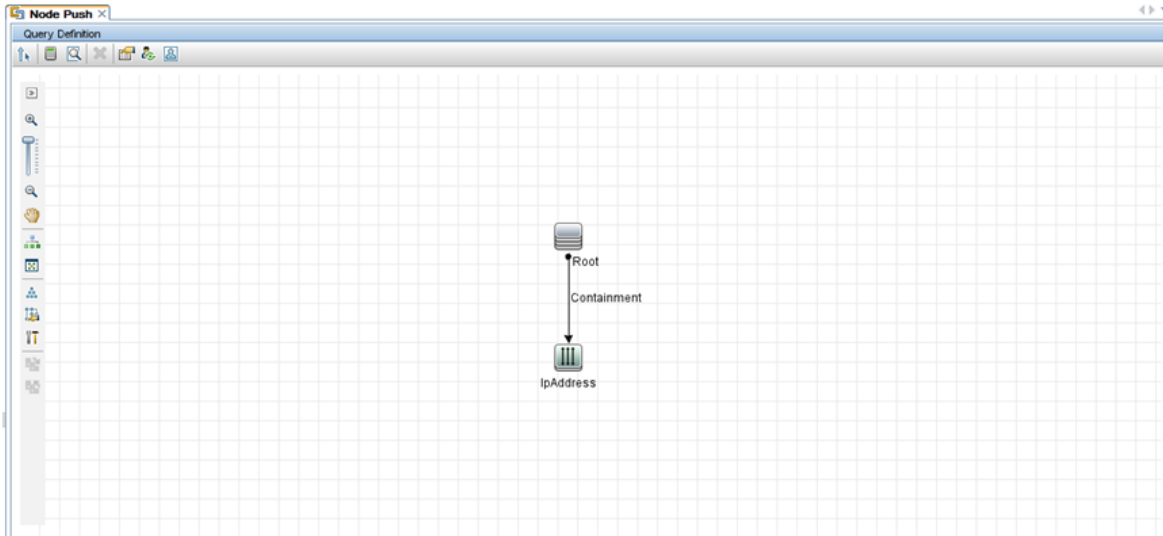 Node Push
Query Definition
Root
Containment
IpAddress